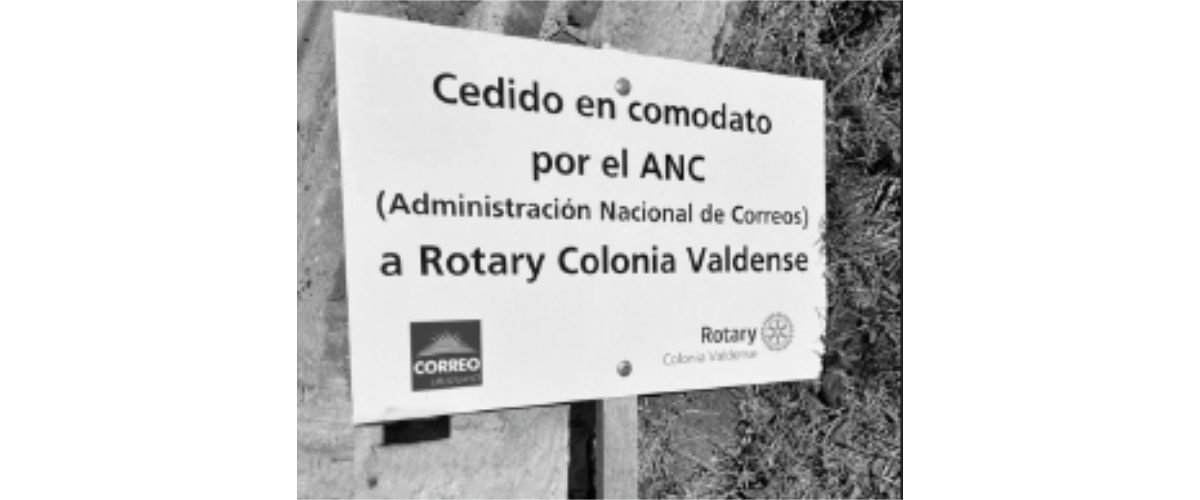 Cedido en comodato
por el ANC
(Administración Nacional de Correos)
a Rotary Colonia Valdense
CORREO
Rotary
Colonia Valdense